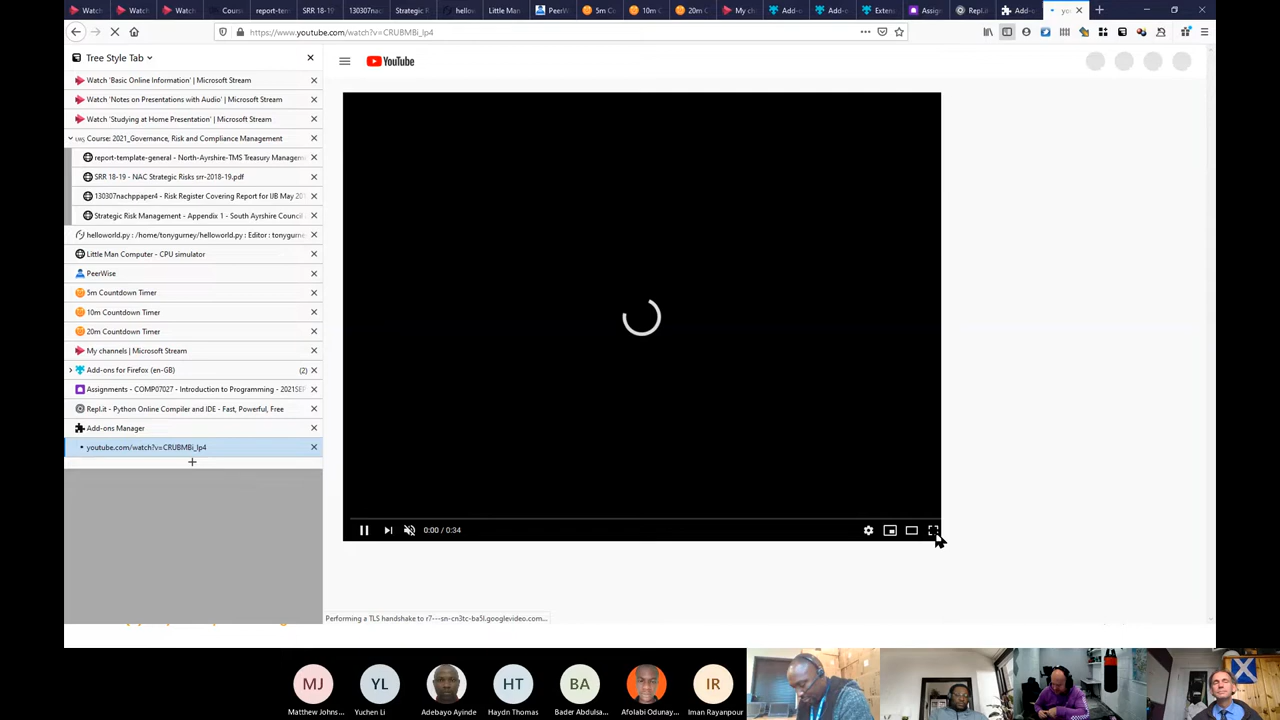 Watch
Watch
Watch
Cour
report-tem
SRR 18-19
130307nach
Strategic R
hellow
Little Man
PeerW
5m Co
10m C
20m C
My ch
Add-o
Add-o
Exten
Assign
Repl.it
Add-o
yo
https://www.youtube.com/watch?v=CRUBMBi_Ip4
Tree Style Tab
YouTube
Watch 'Basic Online Information' | Microsoft Stream
Watch 'Notes on Presentations with Audio' | Microsoft Stream
Watch 'Studying at Home Presentation' | Microsoft Stream
Course: 2021_Governance, Risk and Compliance Management
report-template-general - North-Ayrshire-TMS Treasury Manageme
SRR 18-19 - NAC Strategic Risks srr-2018-19.pdf
130307nachppaper4 - Risk Register Covering Report for IJB May 20
Strategic Risk Management - Appendix 1 - South Ayrshire Council
helloworld.py : /home/tonygurney/helloworld.py : Editor : tonygurne
Little Man Computer - CPU simulator
PeerWise
5m Countdown Timer
10m Countdown Timer
20m Countdown Timer
My channels | Microsoft Stream
Add-ons for Firefox (en-GB) (2)
Assignments - COMP07027 - Introduction to Programming - 2021SEP
Repl.it - Python Online Compiler and IDE - Fast, Powerful, Free
Add-ons Manager
youtube.com/watch?v=CRUBMBi_Ip4
0:00 / 0:34
Performing a TLS handshake to r7---sn-cn3tc-ba5l.googlevideo.com...
MJ
YL
HT
BA
IR
Matthew Johns...
Yuchen Li
Adebayo Ayinde
Haydn Thomas
Bader Abdulsa...
Afolabi Odunay...
Iman Rayanpour